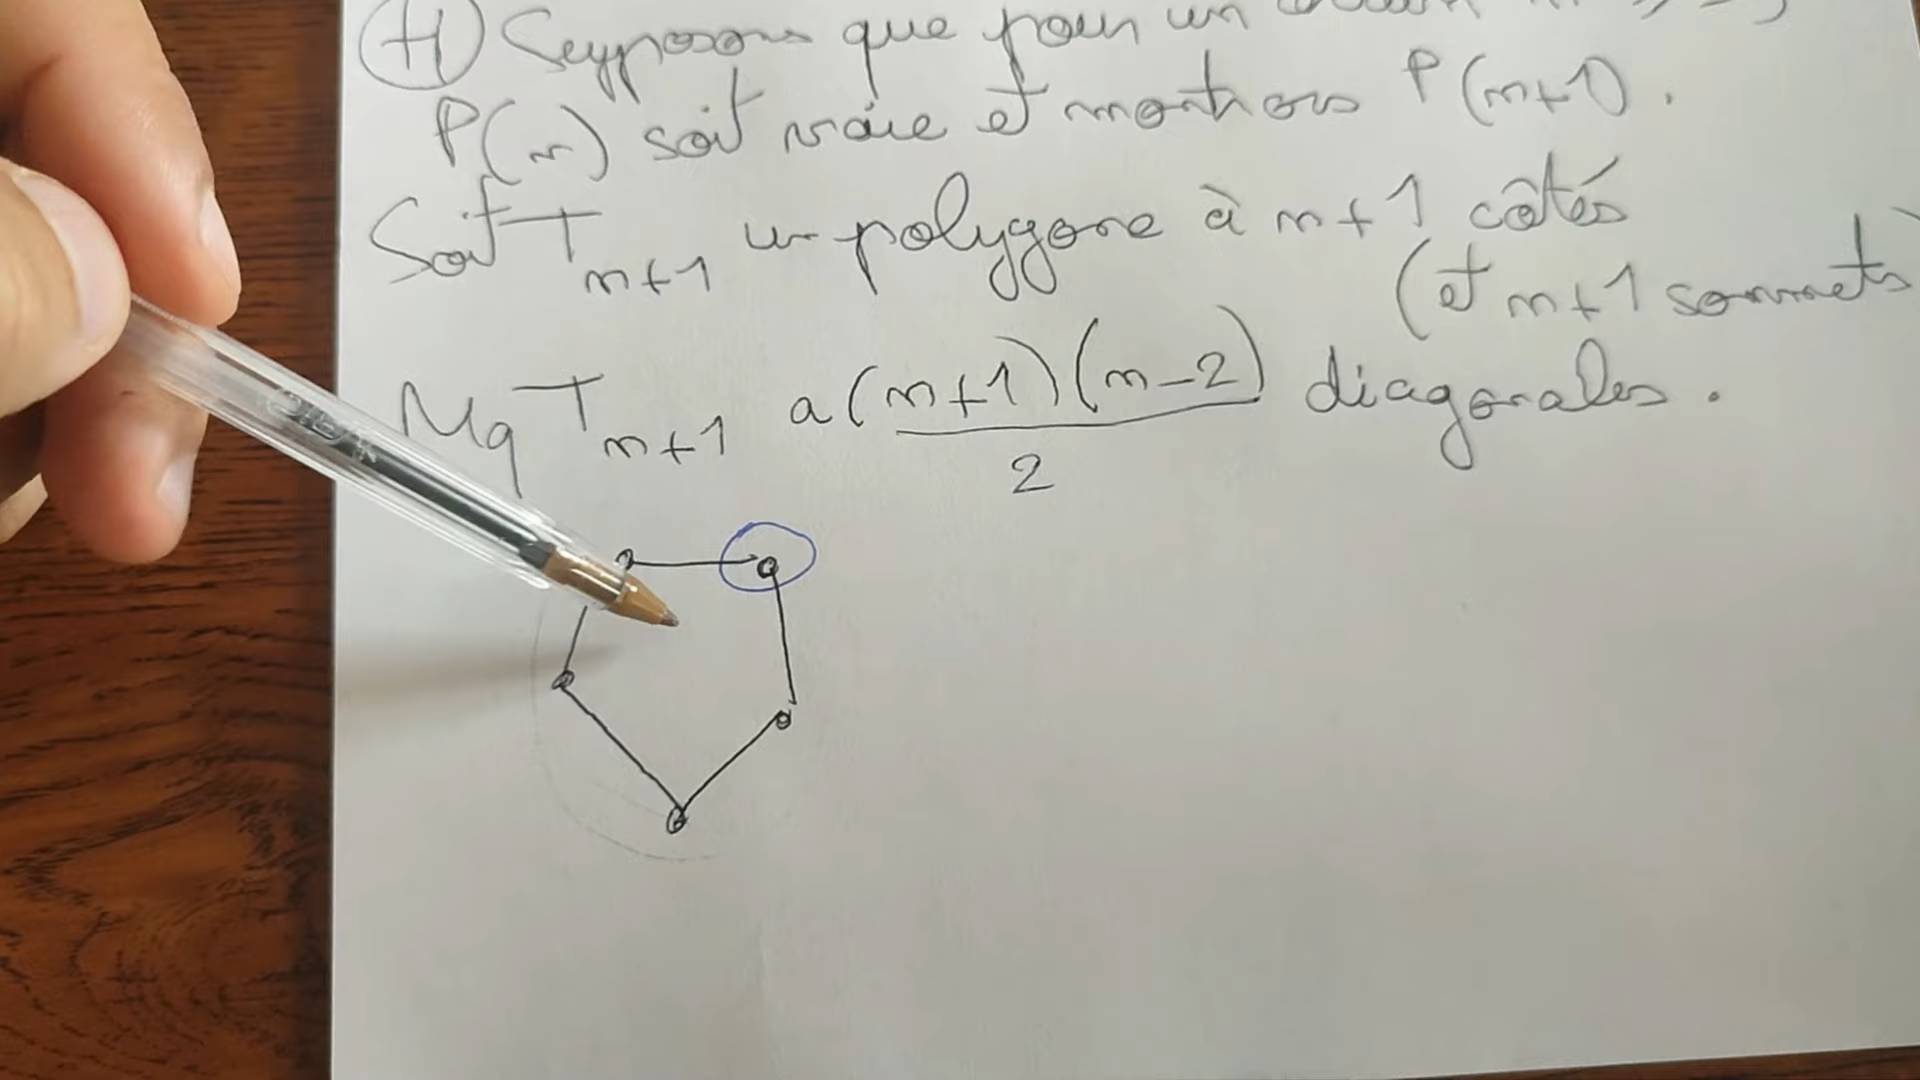 (H) Supposons que pour un
P(n) soit vraie et montrons P(n+1).
Soit T_{n+1} un polygone à n+1 côtés
(et n+1 sommets)
Mq T_{n+1} a (n+1)(n-2)/2 diagonales.